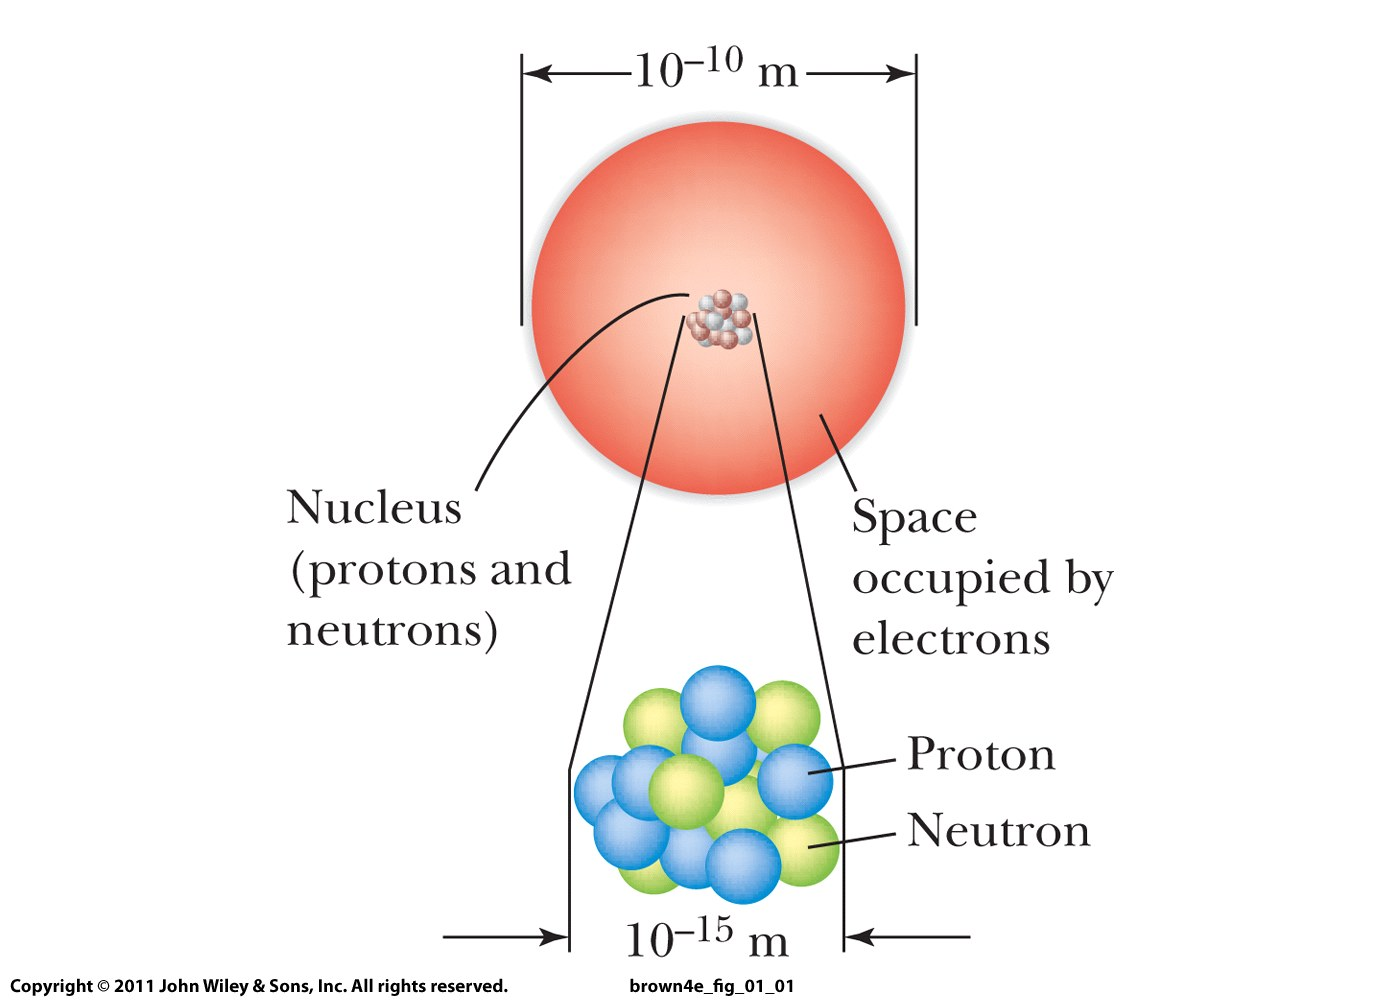 10⁻¹⁰ m
Nucleus
(protons and
neutrons)
Space
occupied by
electrons
Proton
Neutron
10⁻¹⁵ m
Copyright © 2011 John Wiley & Sons, Inc. All rights reserved. brown4e_fig_01_01